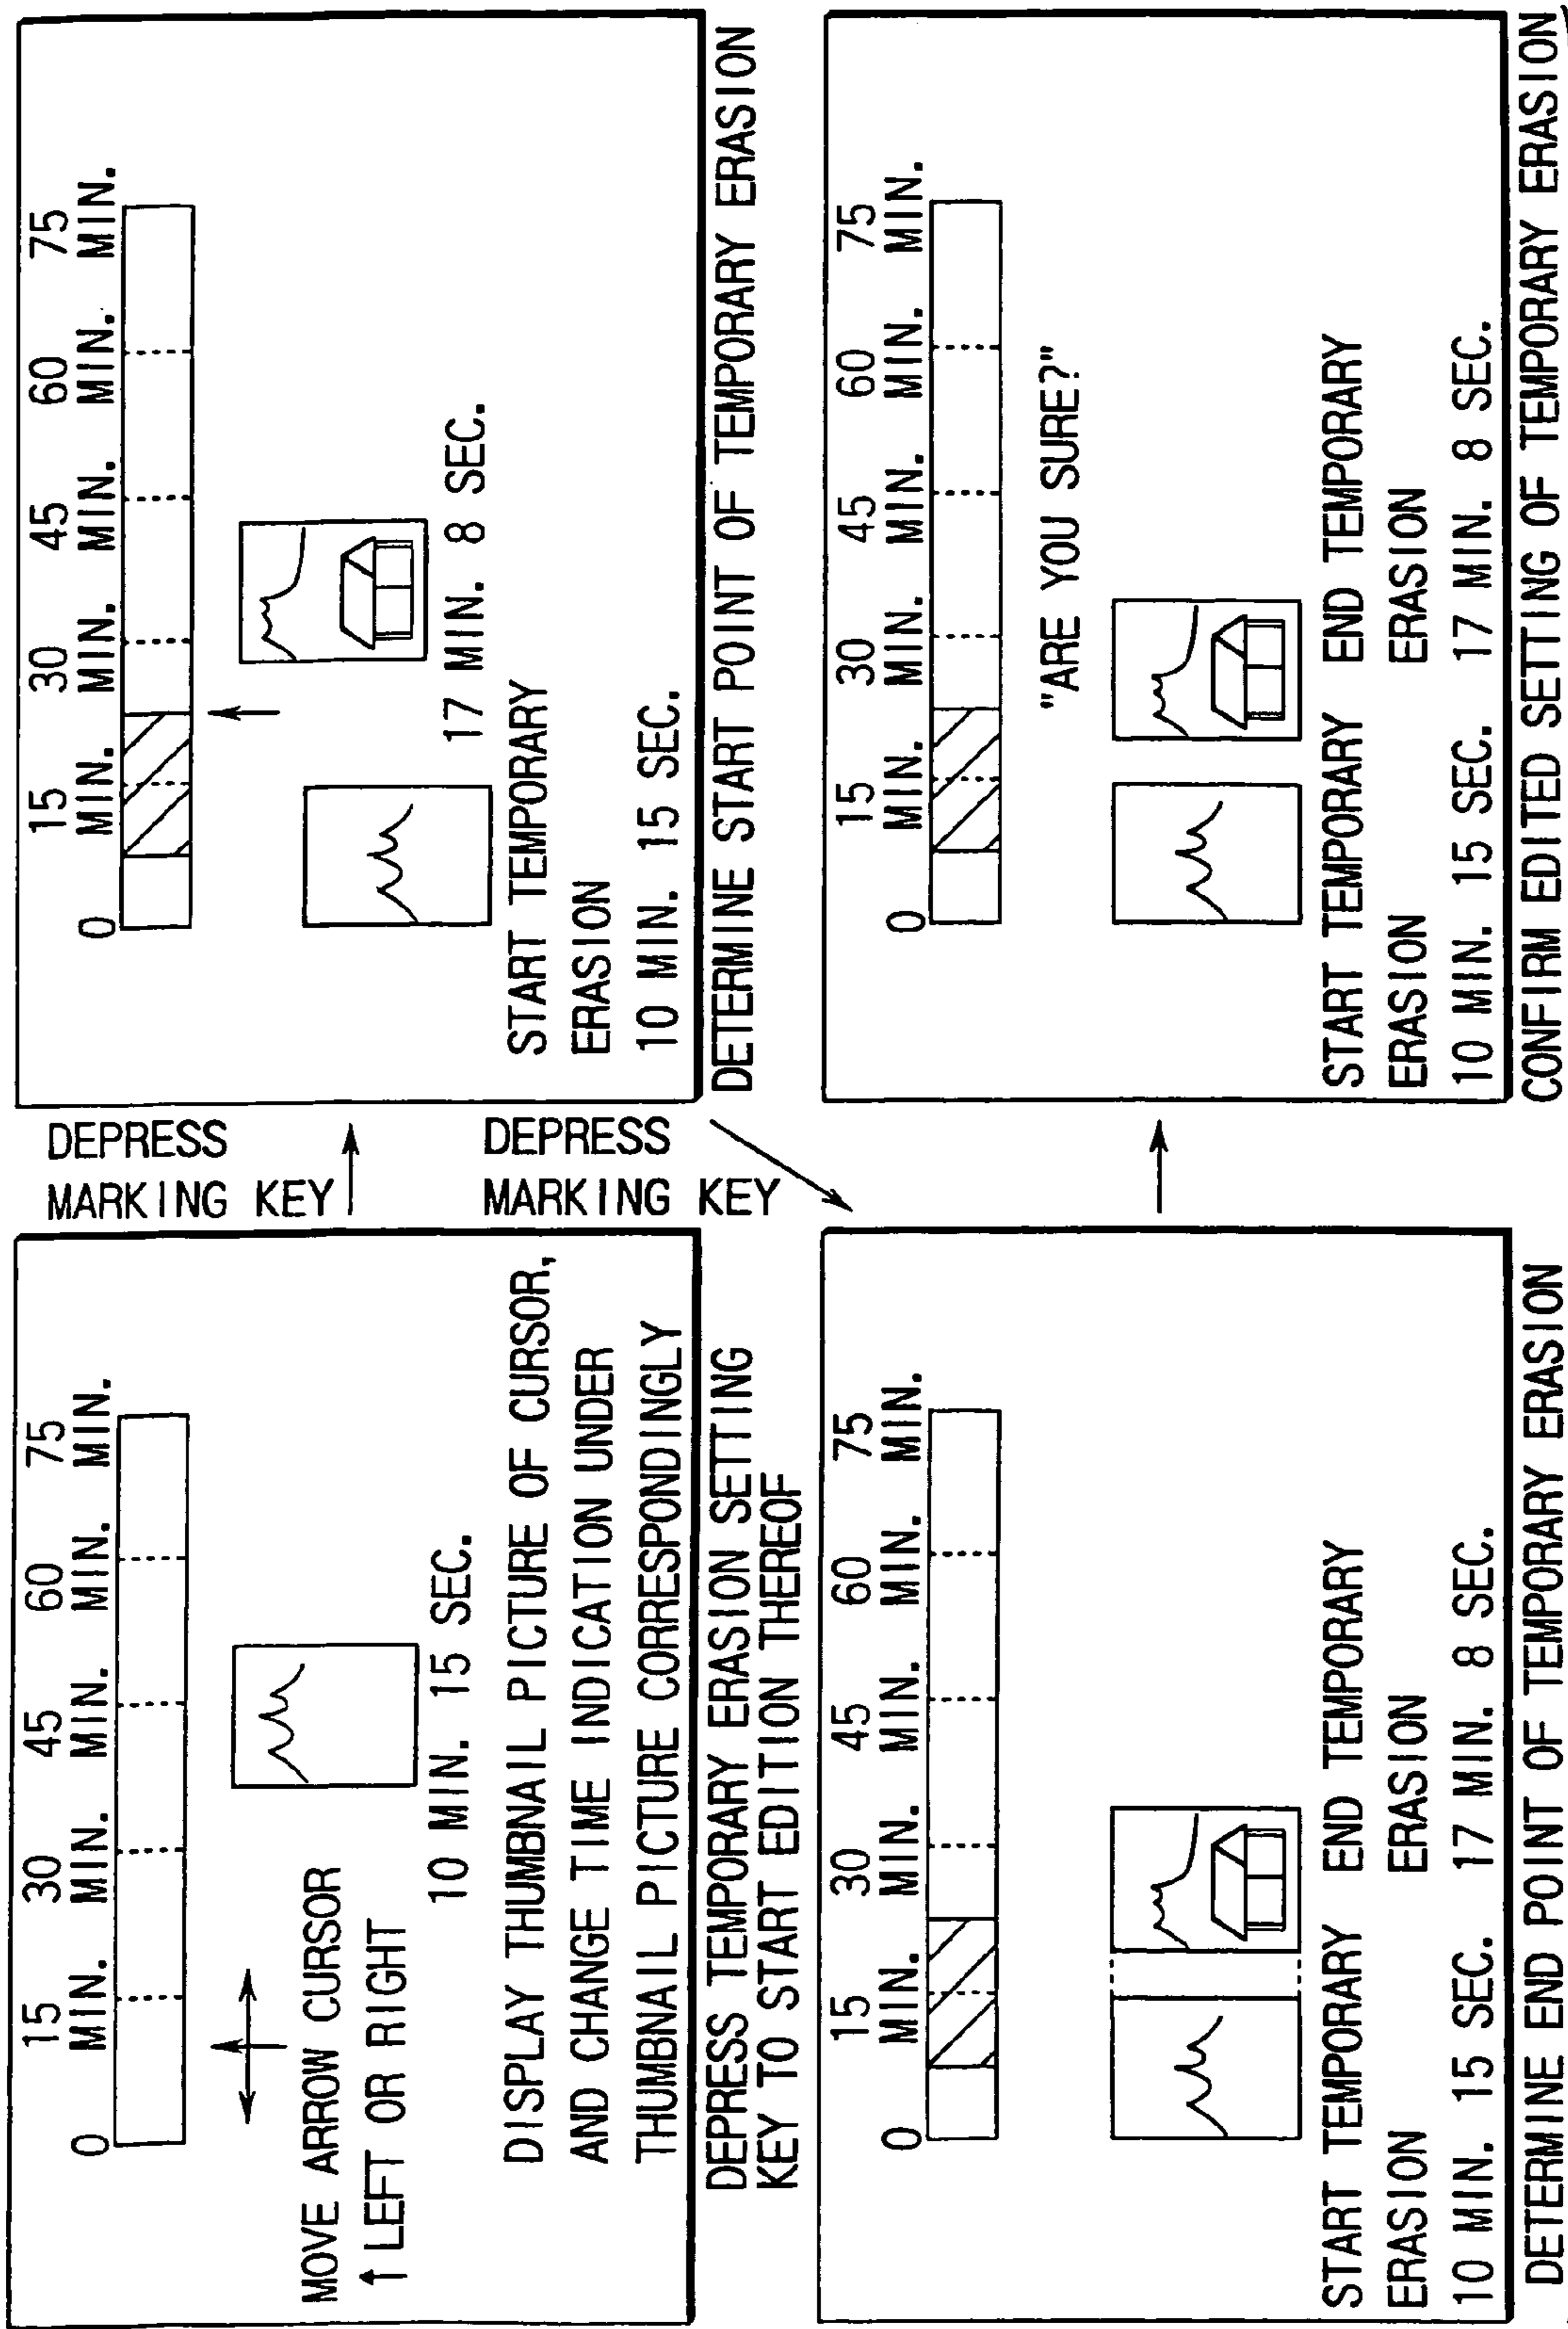 0
15 MIN.
30 MIN.
45 MIN.
60 MIN.
75 MIN.
MOVE ARROW CURSOR
↑ LEFT OR RIGHT
10 MIN. 15 SEC.
DISPLAY THUMBNAIL PICTURE OF CURSOR,
AND CHANGE TIME INDICATION UNDER
THUMBNAIL PICTURE CORRESPONDINGLY
DEPRESS TEMPORARY ERASION SETTING
KEY TO START EDITION THEREOF
DEPRESS
MARKING KEY
0
15 MIN.
30 MIN.
45 MIN.
60 MIN.
75 MIN.
17 MIN. 8 SEC.
START TEMPORARY
ERASION
10 MIN. 15 SEC.
DETERMINE START POINT OF TEMPORARY ERASION
DEPRESS
MARKING KEY
0
15 MIN.
30 MIN.
45 MIN.
60 MIN.
75 MIN.
START TEMPORARY END TEMPORARY
ERASION ERASION
10 MIN. 15 SEC. 17 MIN. 8 SEC.
DETERMINE END POINT OF TEMPORARY ERASION
0
15 MIN.
30 MIN.
45 MIN.
60 MIN.
75 MIN.
"ARE YOU SURE?"
START TEMPORARY END TEMPORARY
ERASION ERASION
10 MIN. 15 SEC. 17 MIN. 8 SEC.
CONFIRM EDITED SETTING OF TEMPORARY ERASION